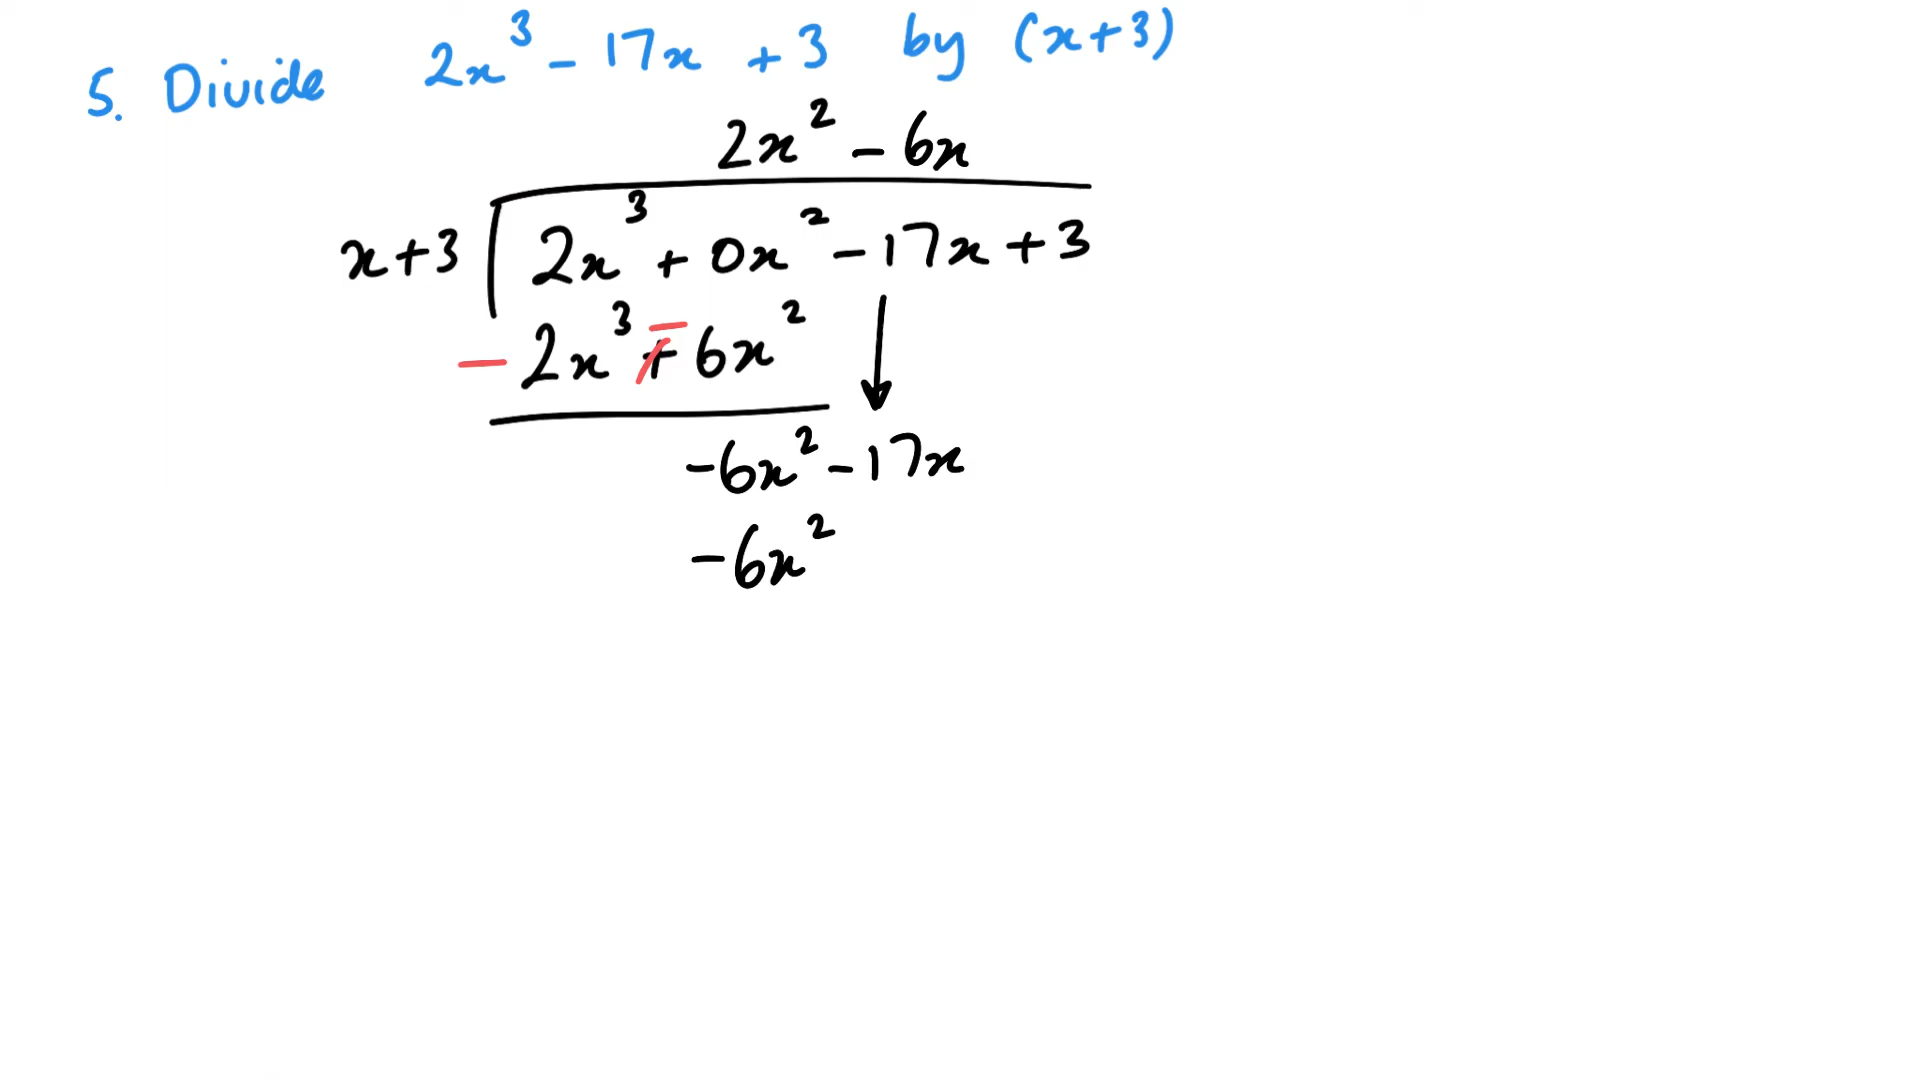 5. Divide 2x³ - 17x + 3 by (x+3)
2x² - 6x
x+3 2x³ + 0x² - 17x + 3
- 2x³ + - 6x²
-6x² - 17x
-6x²